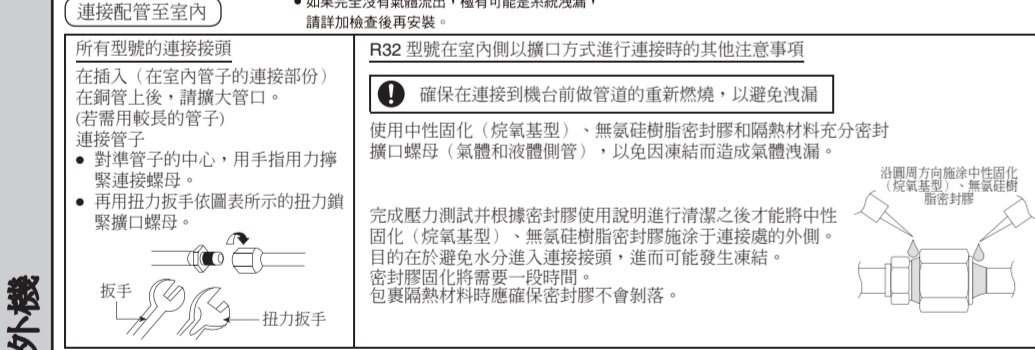 連接配管至室內
• 如果完全沒有氣體流出，極有可能是系統洩漏，
請詳加檢查後再安裝。
所有型號的連接接頭
在插入（在室內管子的連接部份）
在銅管上後，請擴大管口。
(若需用較長的管子)
連接管子
• 對準管子的中心，用手指用力擰
緊連接螺母。
• 再用扭力扳手依圖表所示的扭力鎖
緊擴口螺母。
扳手
扭力扳手
R32 型號在室內側以擴口方式進行連接時的其他注意事項
確保在連接到機台前做管道的重新燃燒，以避免洩漏
使用中性固化（烷氧基型）、無氨硅樹脂密封膠和隔熱材料充分密封
擴口螺母（氣體和液體側管），以免因凍結而造成氣體洩漏。
沿圓周方向施涂中性固化
（烷氧基型）、無氨硅樹
脂密封膠
完成壓力測試并根據密封膠使用說明進行清潔之後才能將中性
固化（烷氧基型）、無氨硅樹脂密封膠施涂于連接處的外側。
目的在於避免水分進入連接接頭，進而可能發生凍結。
密封膠固化將需要一段時間。
包裹隔熱材料時應確保密封膠不會剝落。
外機